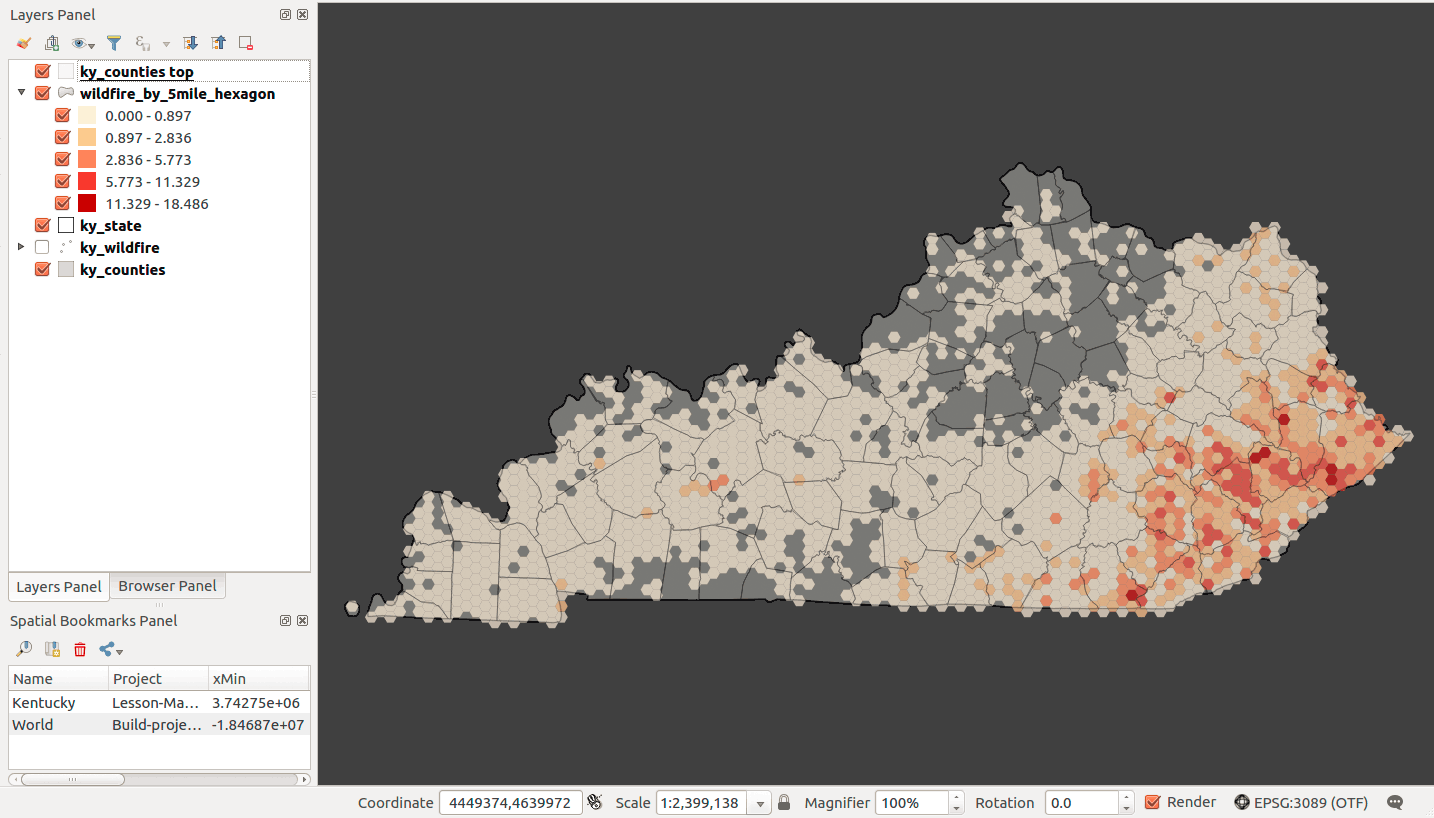 Layers Panel
ky_counties top
wildfire_by_5mile_hexagon
0.000 - 0.897
0.897 - 2.836
2.836 - 5.773
5.773 - 11.329
11.329 - 18.486
ky_state
ky_wildfire
ky_counties
Layers Panel Browser Panel
Spatial Bookmarks Panel
Name Project xMin
Kentucky Lesson-Ma... 3.74275e+06
World Build-proje... -1.84687e+07
Coordinate 4449374,4639972 Scale 1:2,399,138 Magnifier 100% Rotation 0.0 Render EPSG:3089 (OTF)